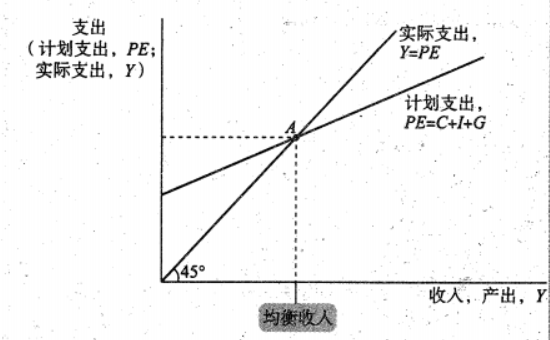 支出
(计划支出，PE；
实际支出，Y)
实际支出，
Y=PE
计划支出，
PE=C+I+G
A
45°
收入，产出，Y
均衡收入